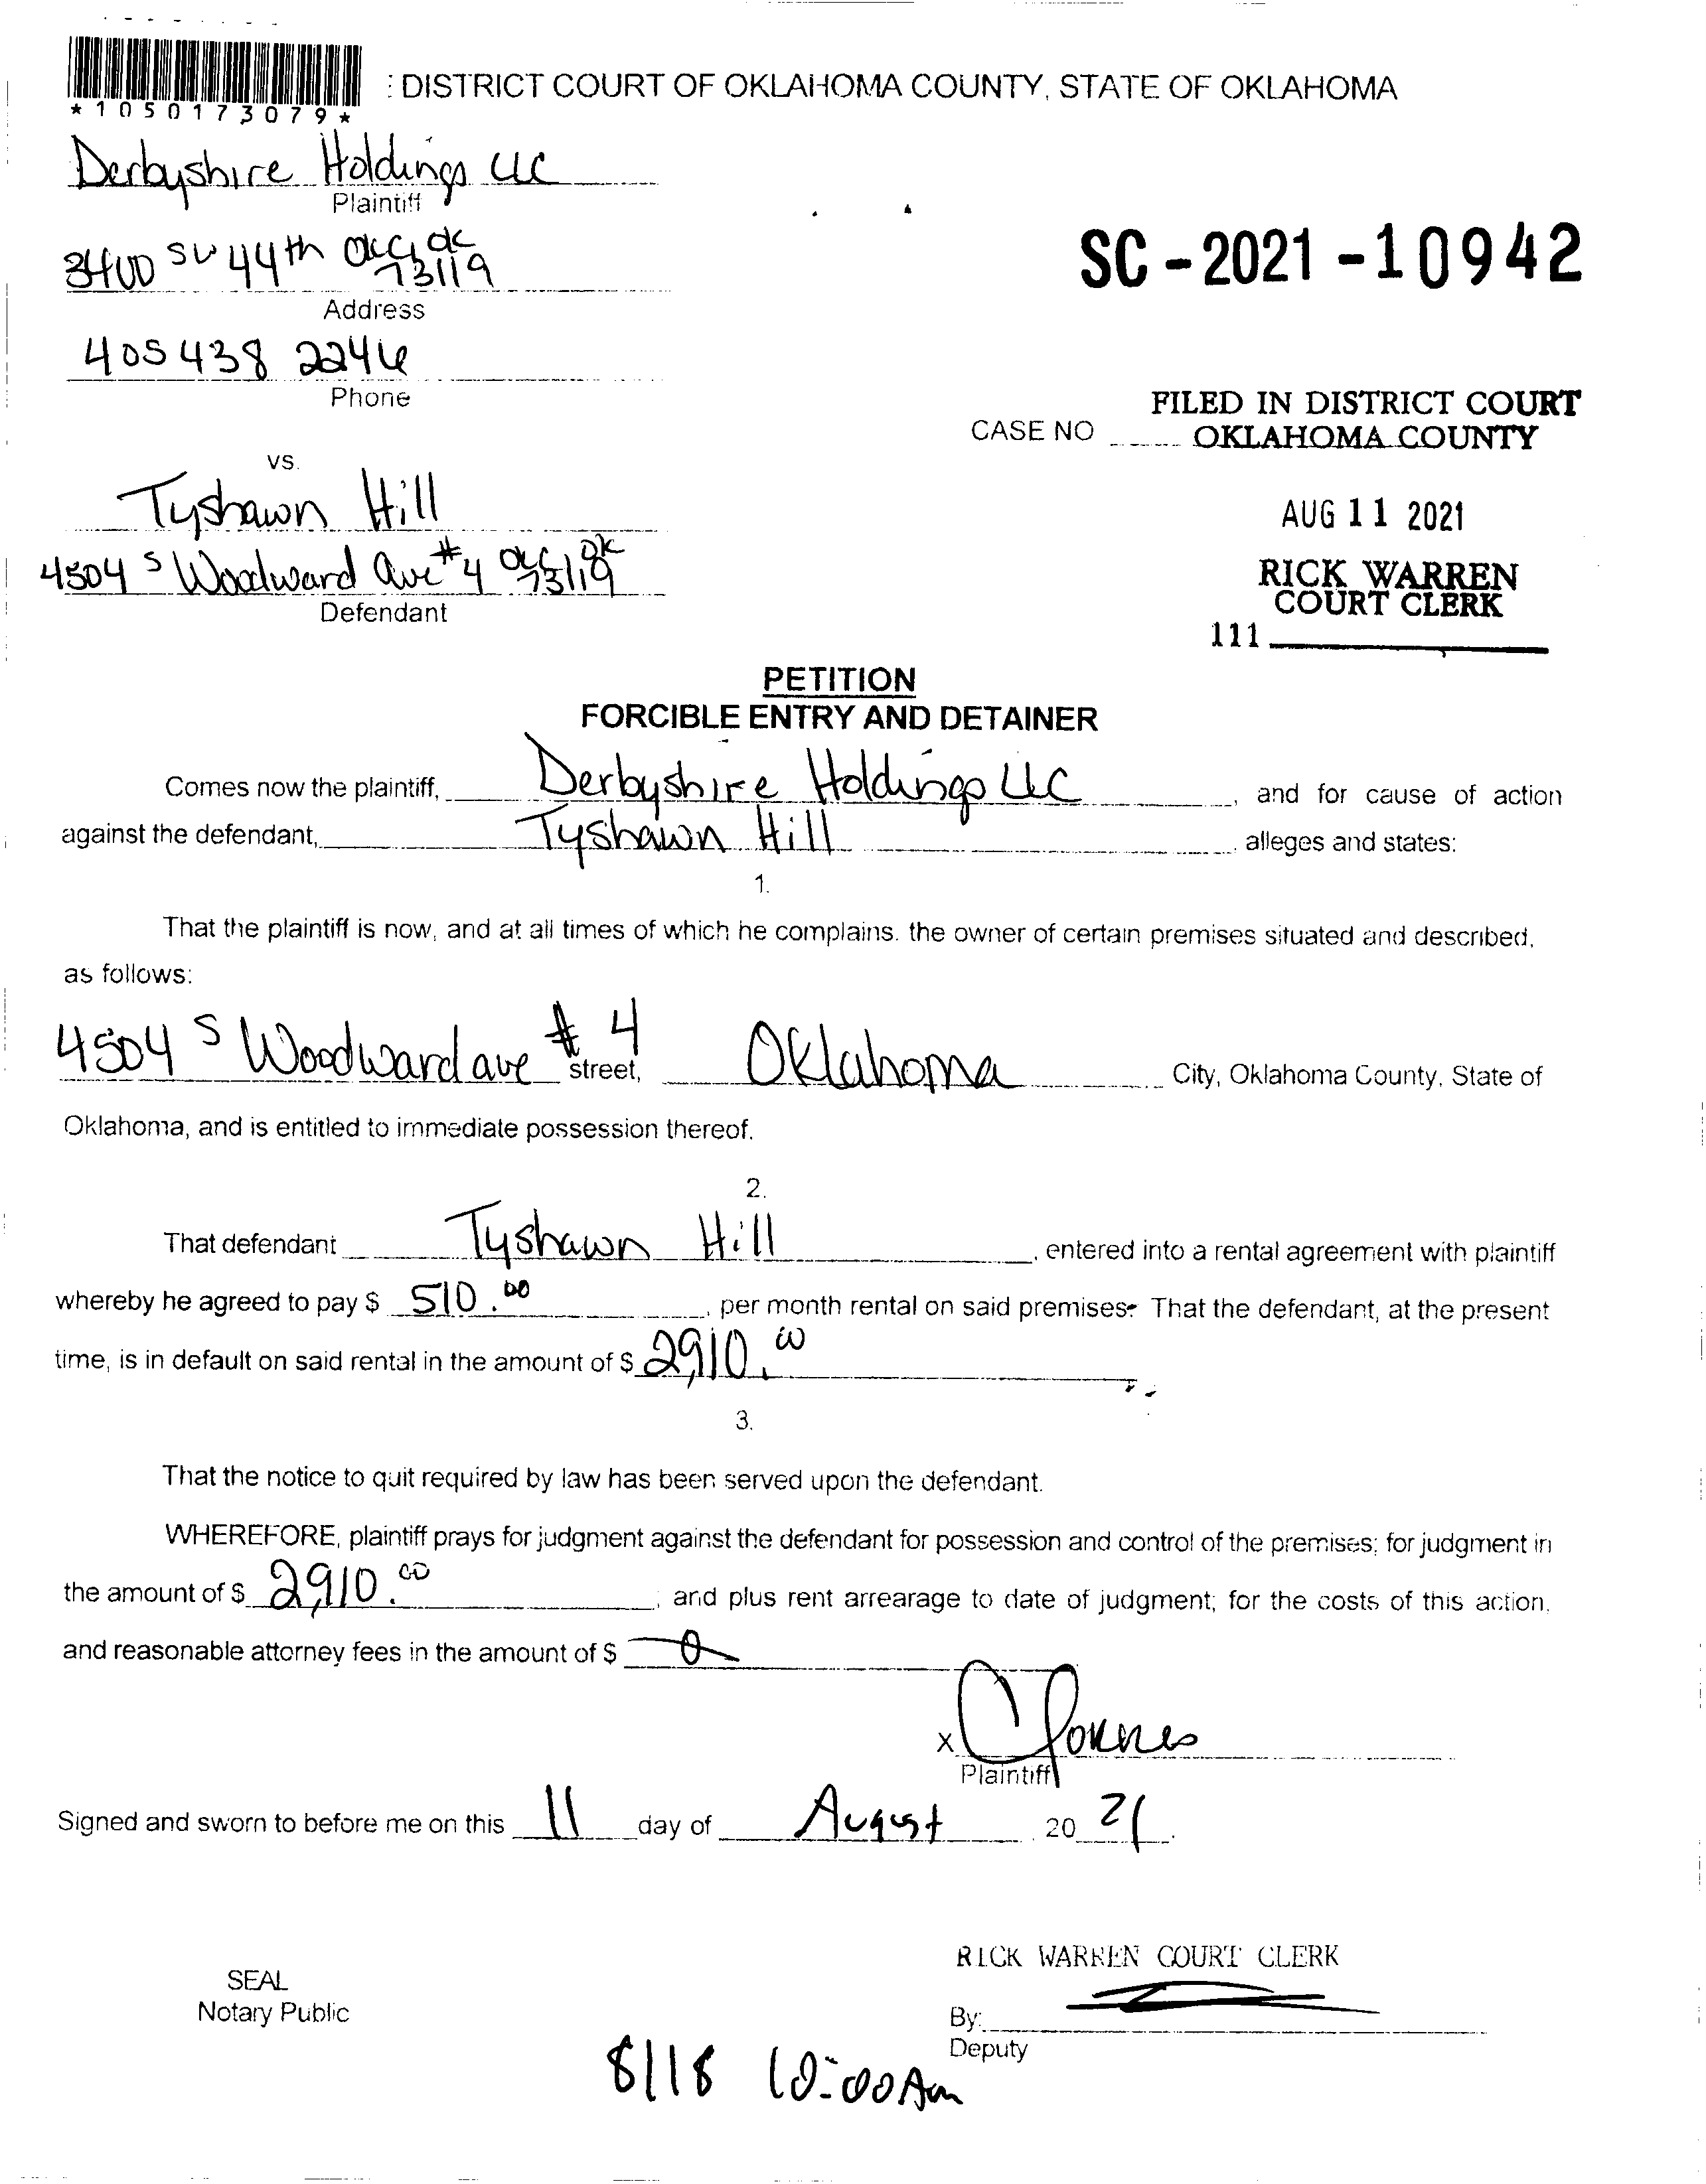 *1050173079*
: DISTRICT COURT OF OKLAHOMA COUNTY, STATE OF OKLAHOMA
Derbyshire Holdings LLC
Plaintiff
3400 SW 44th OKC, OK
73119
Address
SC-2021-10942
405 438 2246
Phone
FILED IN DISTRICT COURT
CASE NO OKLAHOMA COUNTY
vs.
Tyshawn Hill
AUG 11 2021
4504 S Woodward Ave #4 OKC, OK
73119
Defendant
RICK WARREN
COURT CLERK
111
PETITION
FORCIBLE ENTRY AND DETAINER
Comes now the plaintiff, Derbyshire Holdings LLC, and for cause of action
against the defendant, Tyshawn Hill alleges and states:
1.
That the plaintiff is now, and at all times of which he complains. the owner of certain premises situated and described,
as follows:
4504 S Woodward ave # 4 street, Oklahoma City, Oklahoma County, State of
Oklahoma, and is entitled to immediate possession thereof.
2.
That defendant Tyshawn Hill, entered into a rental agreement with plaintiff
whereby he agreed to pay $ 510.00, per month rental on said premises. That the defendant, at the present
time, is in default on said rental in the amount of $ 2,910.00
3.
That the notice to quit required by law has been served upon the defendant.
WHEREFORE, plaintiff prays for judgment against the defendant for possession and control of the premises; for judgment in
the amount of $ 2,910.00, and plus rent arrearage to date of judgment; for the costs of this action,
and reasonable attorney fees in the amount of $ 0
X
Plaintiff
Signed and sworn to before me on this 11 day of August 20 21.
RICK WARREN COURT CLERK
SEAL
Notary Public
By:
Deputy
8/18 10:00 Am